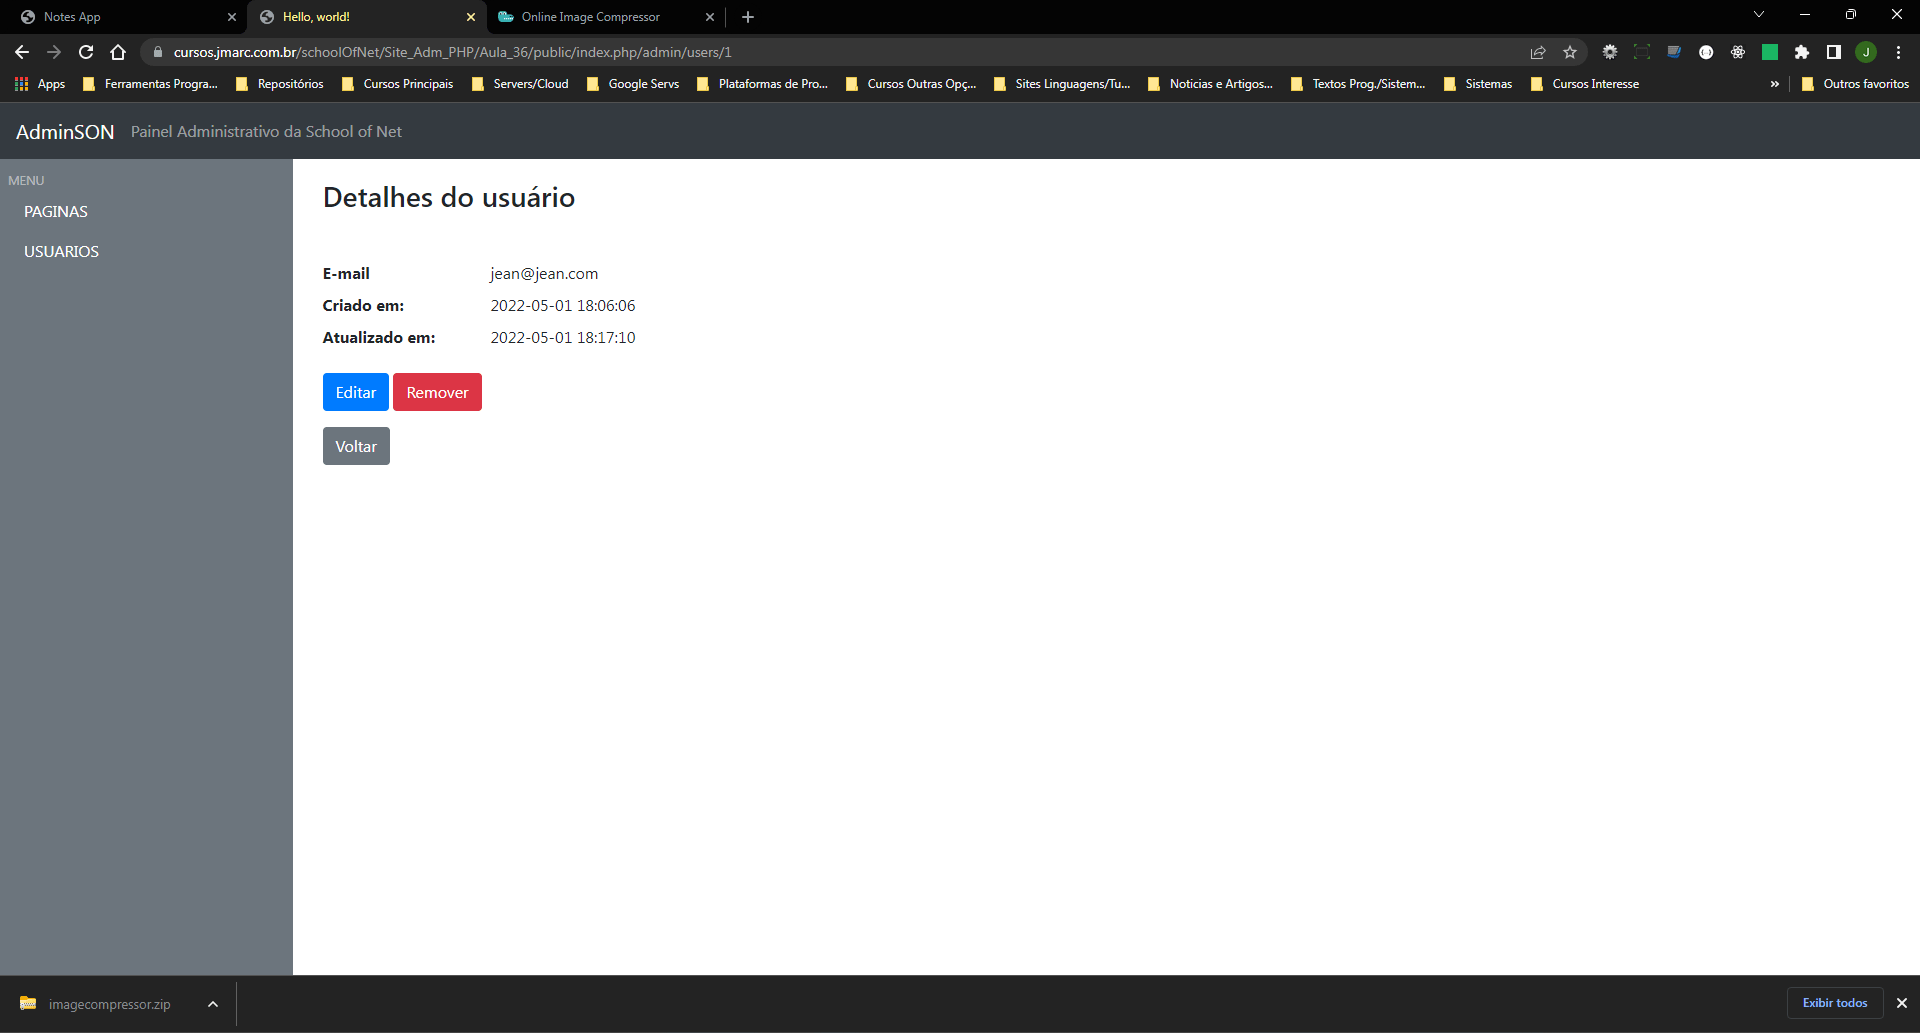 Notes App
Hello, world!
Online Image Compressor
cursos.jmarc.com.br/schoolOfNet/Site_Adm_PHP/Aula_36/public/index.php/admin/users/1
J
Apps
Ferramentas Progra...
Repositórios
Cursos Principais
Servers/Cloud
Google Servs
Plataformas de Pro...
Cursos Outras Opç...
Sites Linguagens/Tu...
Noticias e Artigos...
Textos Prog./Sistem...
Sistemas
Cursos Interesse
»
Outros favoritos
AdminSON Painel Administrativo da School of Net
MENU
PAGINAS
USUARIOS
Detalhes do usuário
E-mail jean@jean.com
Criado em: 2022-05-01 18:06:06
Atualizado em: 2022-05-01 18:17:10
Editar Remover
Voltar
imagecompressor.zip
Exibir todos